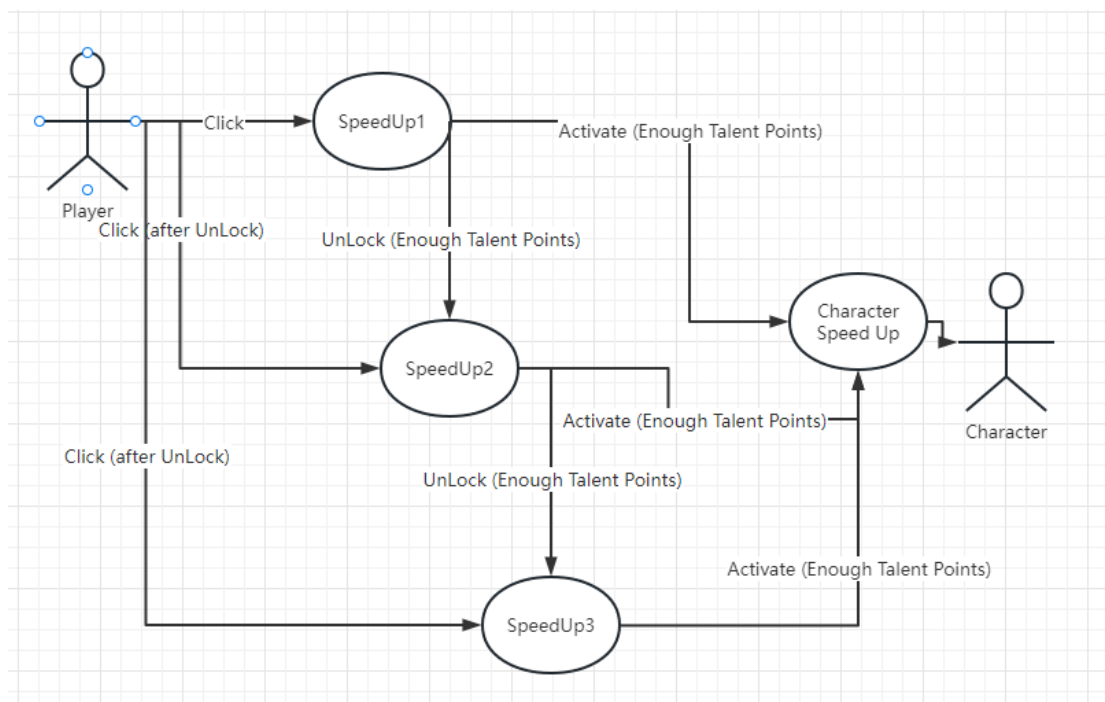 Click
SpeedUp1
Activate (Enough Talent Points)
Player
Click (after UnLock)
UnLock (Enough Talent Points)
Character
Speed Up
SpeedUp2
Activate (Enough Talent Points)
Character
Click (after UnLock)
UnLock (Enough Talent Points)
Activate (Enough Talent Points)
SpeedUp3